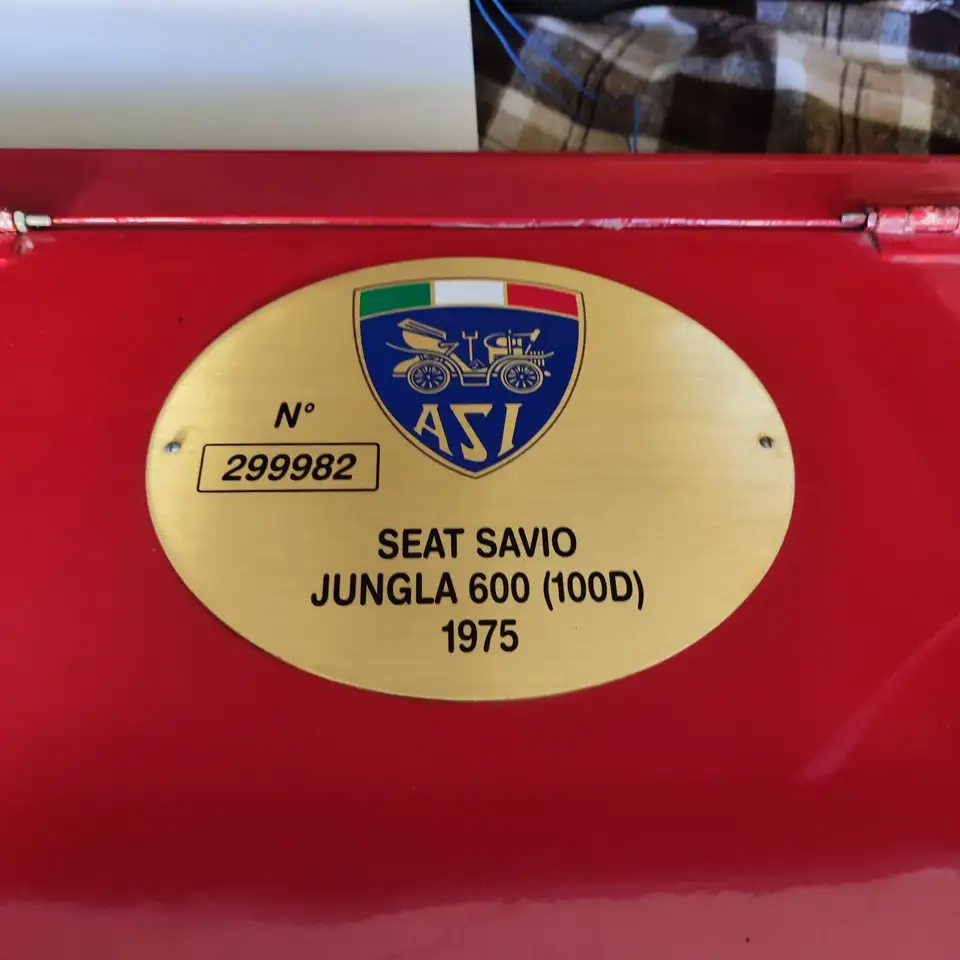 ASI
N°
299982
SEAT SAVIO
JUNGLA 600 (100D)
1975